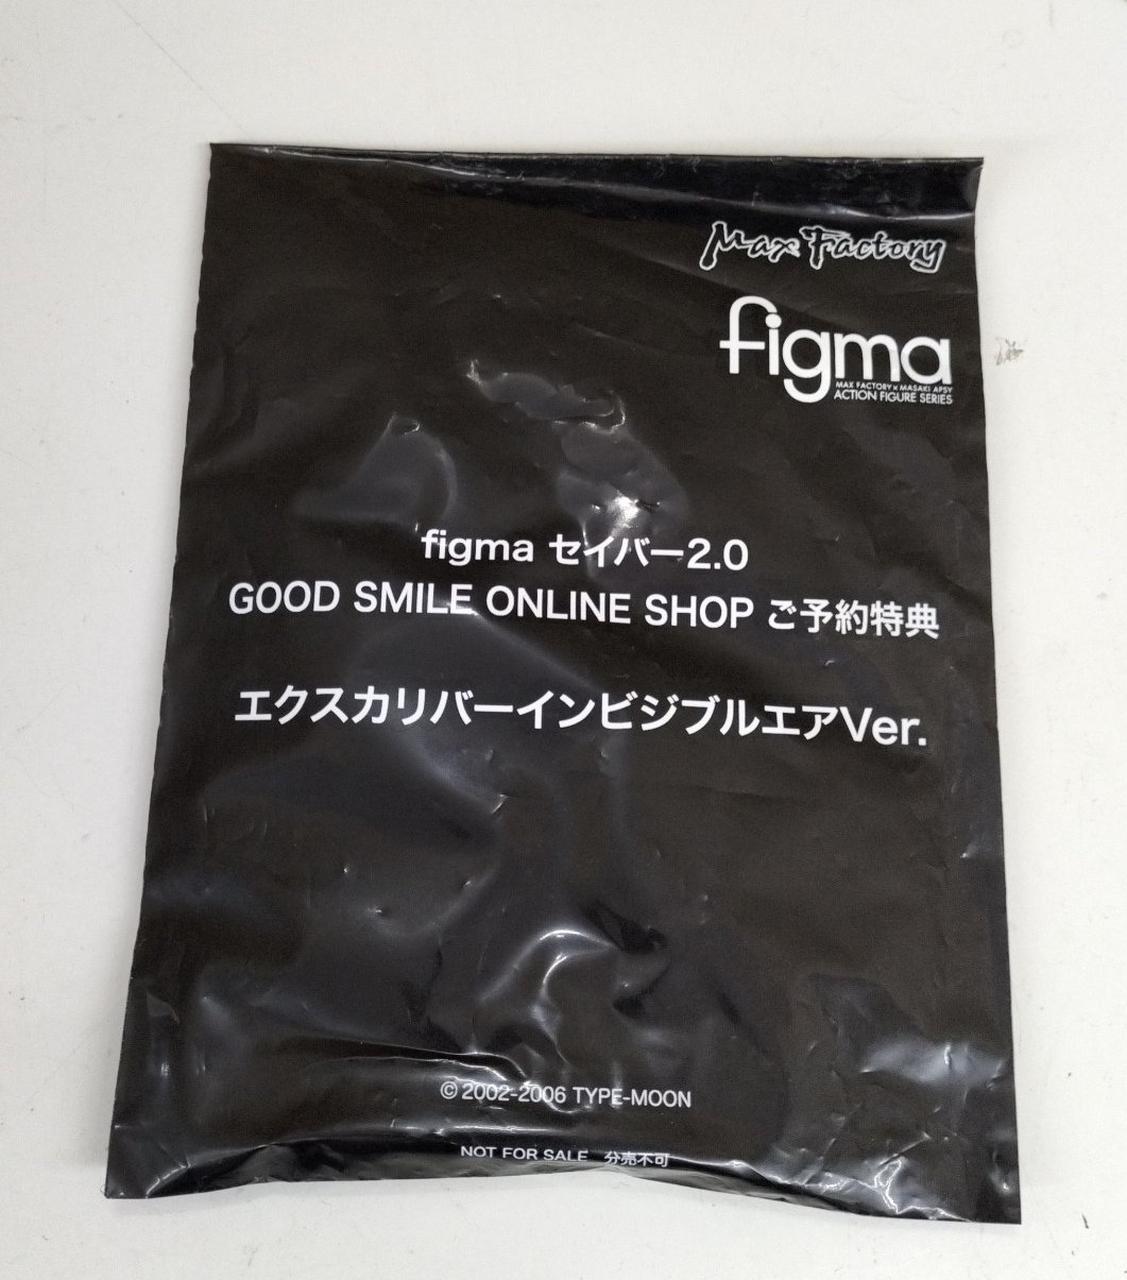 Max Factory
figma
MAX FACTORY × MASAKI APSY
ACTION FIGURE SERIES
figma セイバー2.0
GOOD SMILE ONLINE SHOP ご予約特典
エクスカリバーインビジブルエアVer.
© 2002-2006 TYPE-MOON
NOT FOR SALE 分売不可